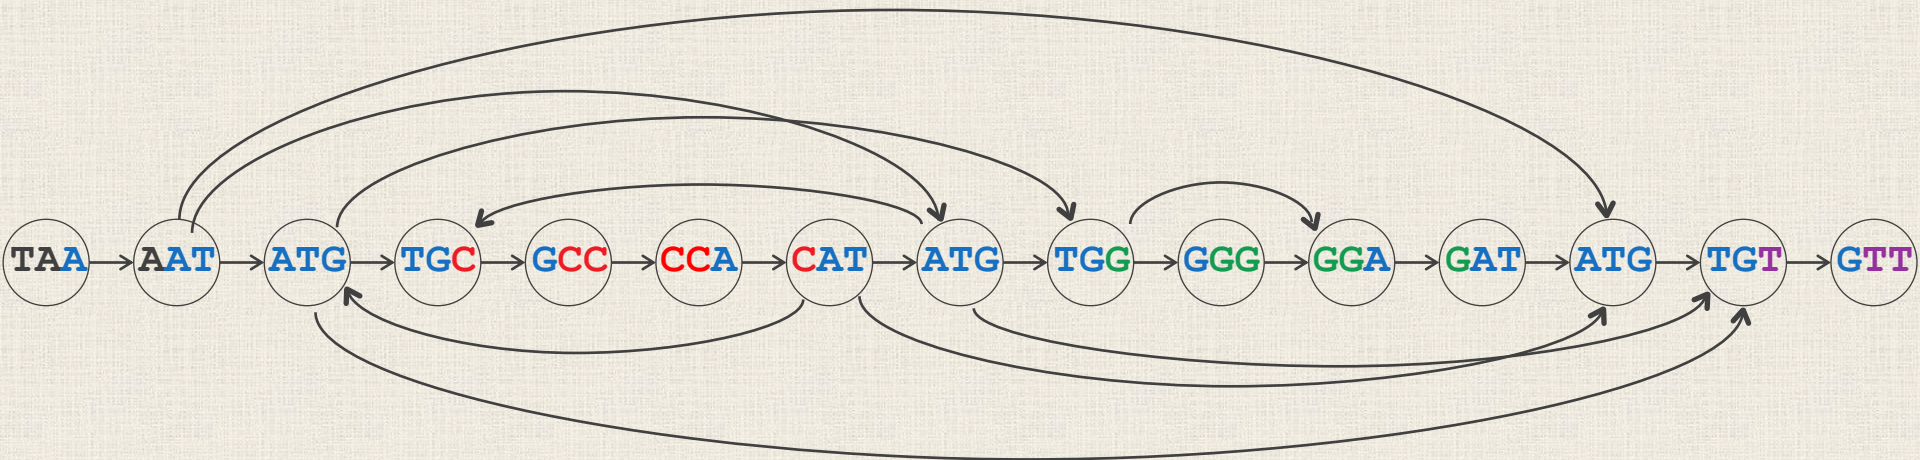 TAA AAT ATG TGC GCC CCA CAT ATG TGG GGG GGA GAT ATG TGT GTT